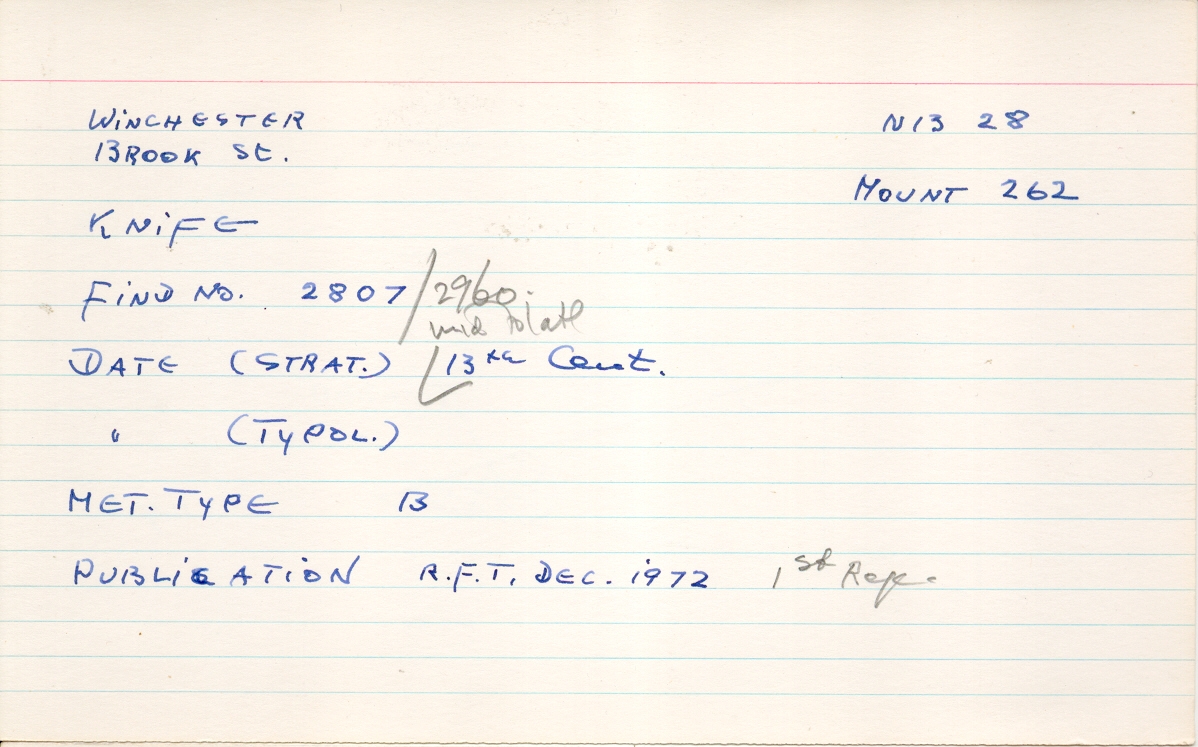 WINCHESTER NB 28
BROOK St.
MOUNT 262
KNIFE
FIND NO. 2807/2960.
mid to late
DATE (STRAT.) 13th Cent.
" (TYPOL.)
MET. TYPE B
PUBLICATION R.F.T. DEC. 1972 1st Rep.